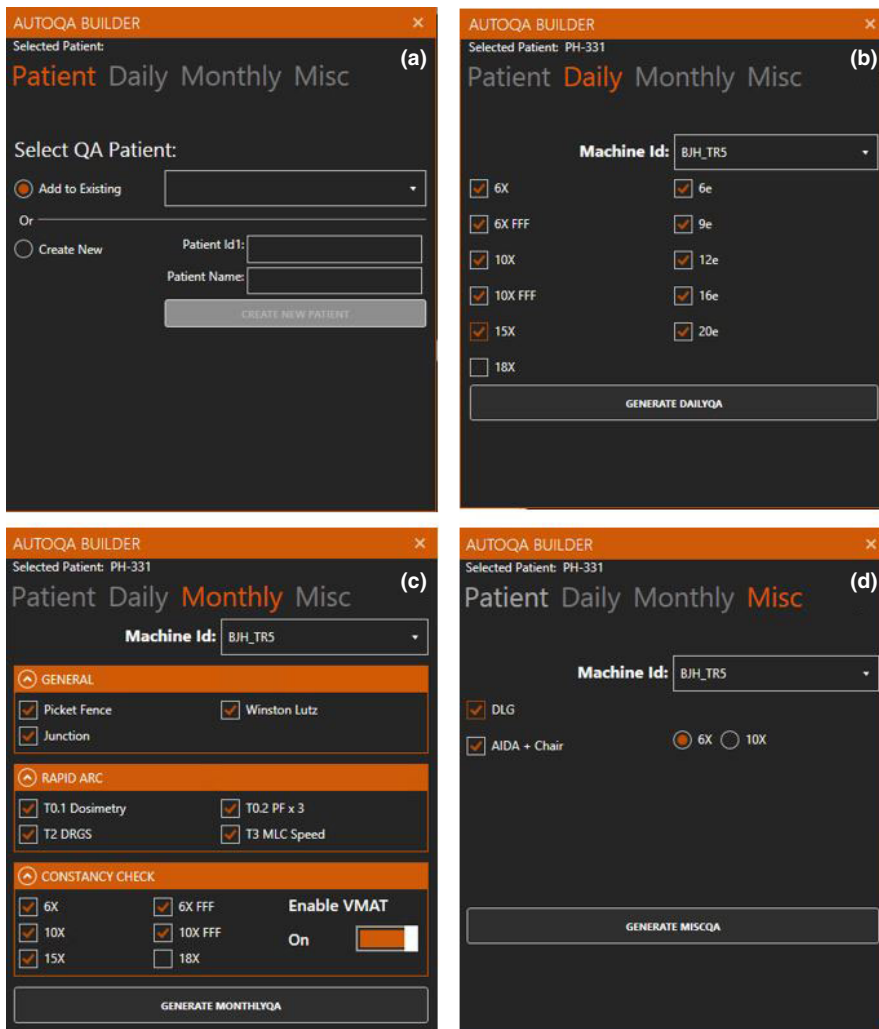 AUTOQA BUILDER ×
Selected Patient:
(a)
Patient Daily Monthly Misc
Select QA Patient:
Add to Existing
Or
Create New
Patient Id1:
Patient Name:
CREATE NEW PATIENT
AUTOQA BUILDER ×
Selected Patient: PH-331
(b)
Patient Daily Monthly Misc
Machine Id: BJH_TR5
6X 6e
6X FFF 9e
10X 12e
10X FFF 16e
15X 20e
18X
GENERATE DAILYQA
AUTOQA BUILDER ×
Selected Patient: PH-331
(c)
Patient Daily Monthly Misc
Machine Id: BJH_TR5
GENERAL
Picket Fence Winston Lutz
Junction
RAPID ARC
T0.1 Dosimetry T0.2 PF x 3
T2 DRGS T3 MLC Speed
CONSTANCY CHECK
6X 6X FFF Enable VMAT
10X 10X FFF On
15X 18X
GENERATE MONTHLYQA
AUTOQA BUILDER ×
Selected Patient: PH-331
(d)
Patient Daily Monthly Misc
Machine Id: BJH_TR5
DLG
AIDA + Chair 6X 10X
GENERATE MISCQA